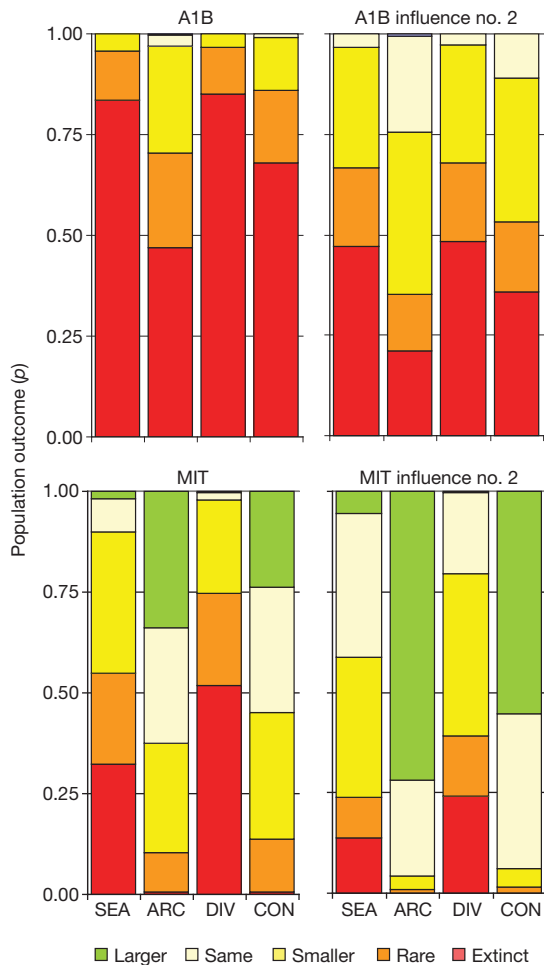 A1B
A1B influence no. 2
Population outcome (p)
1.00
0.75
0.50
0.25
0.00
MIT
MIT influence no. 2
1.00
0.75
0.50
0.25
0.00
SEA ARC DIV CON
SEA ARC DIV CON
Larger Same Smaller Rare Extinct